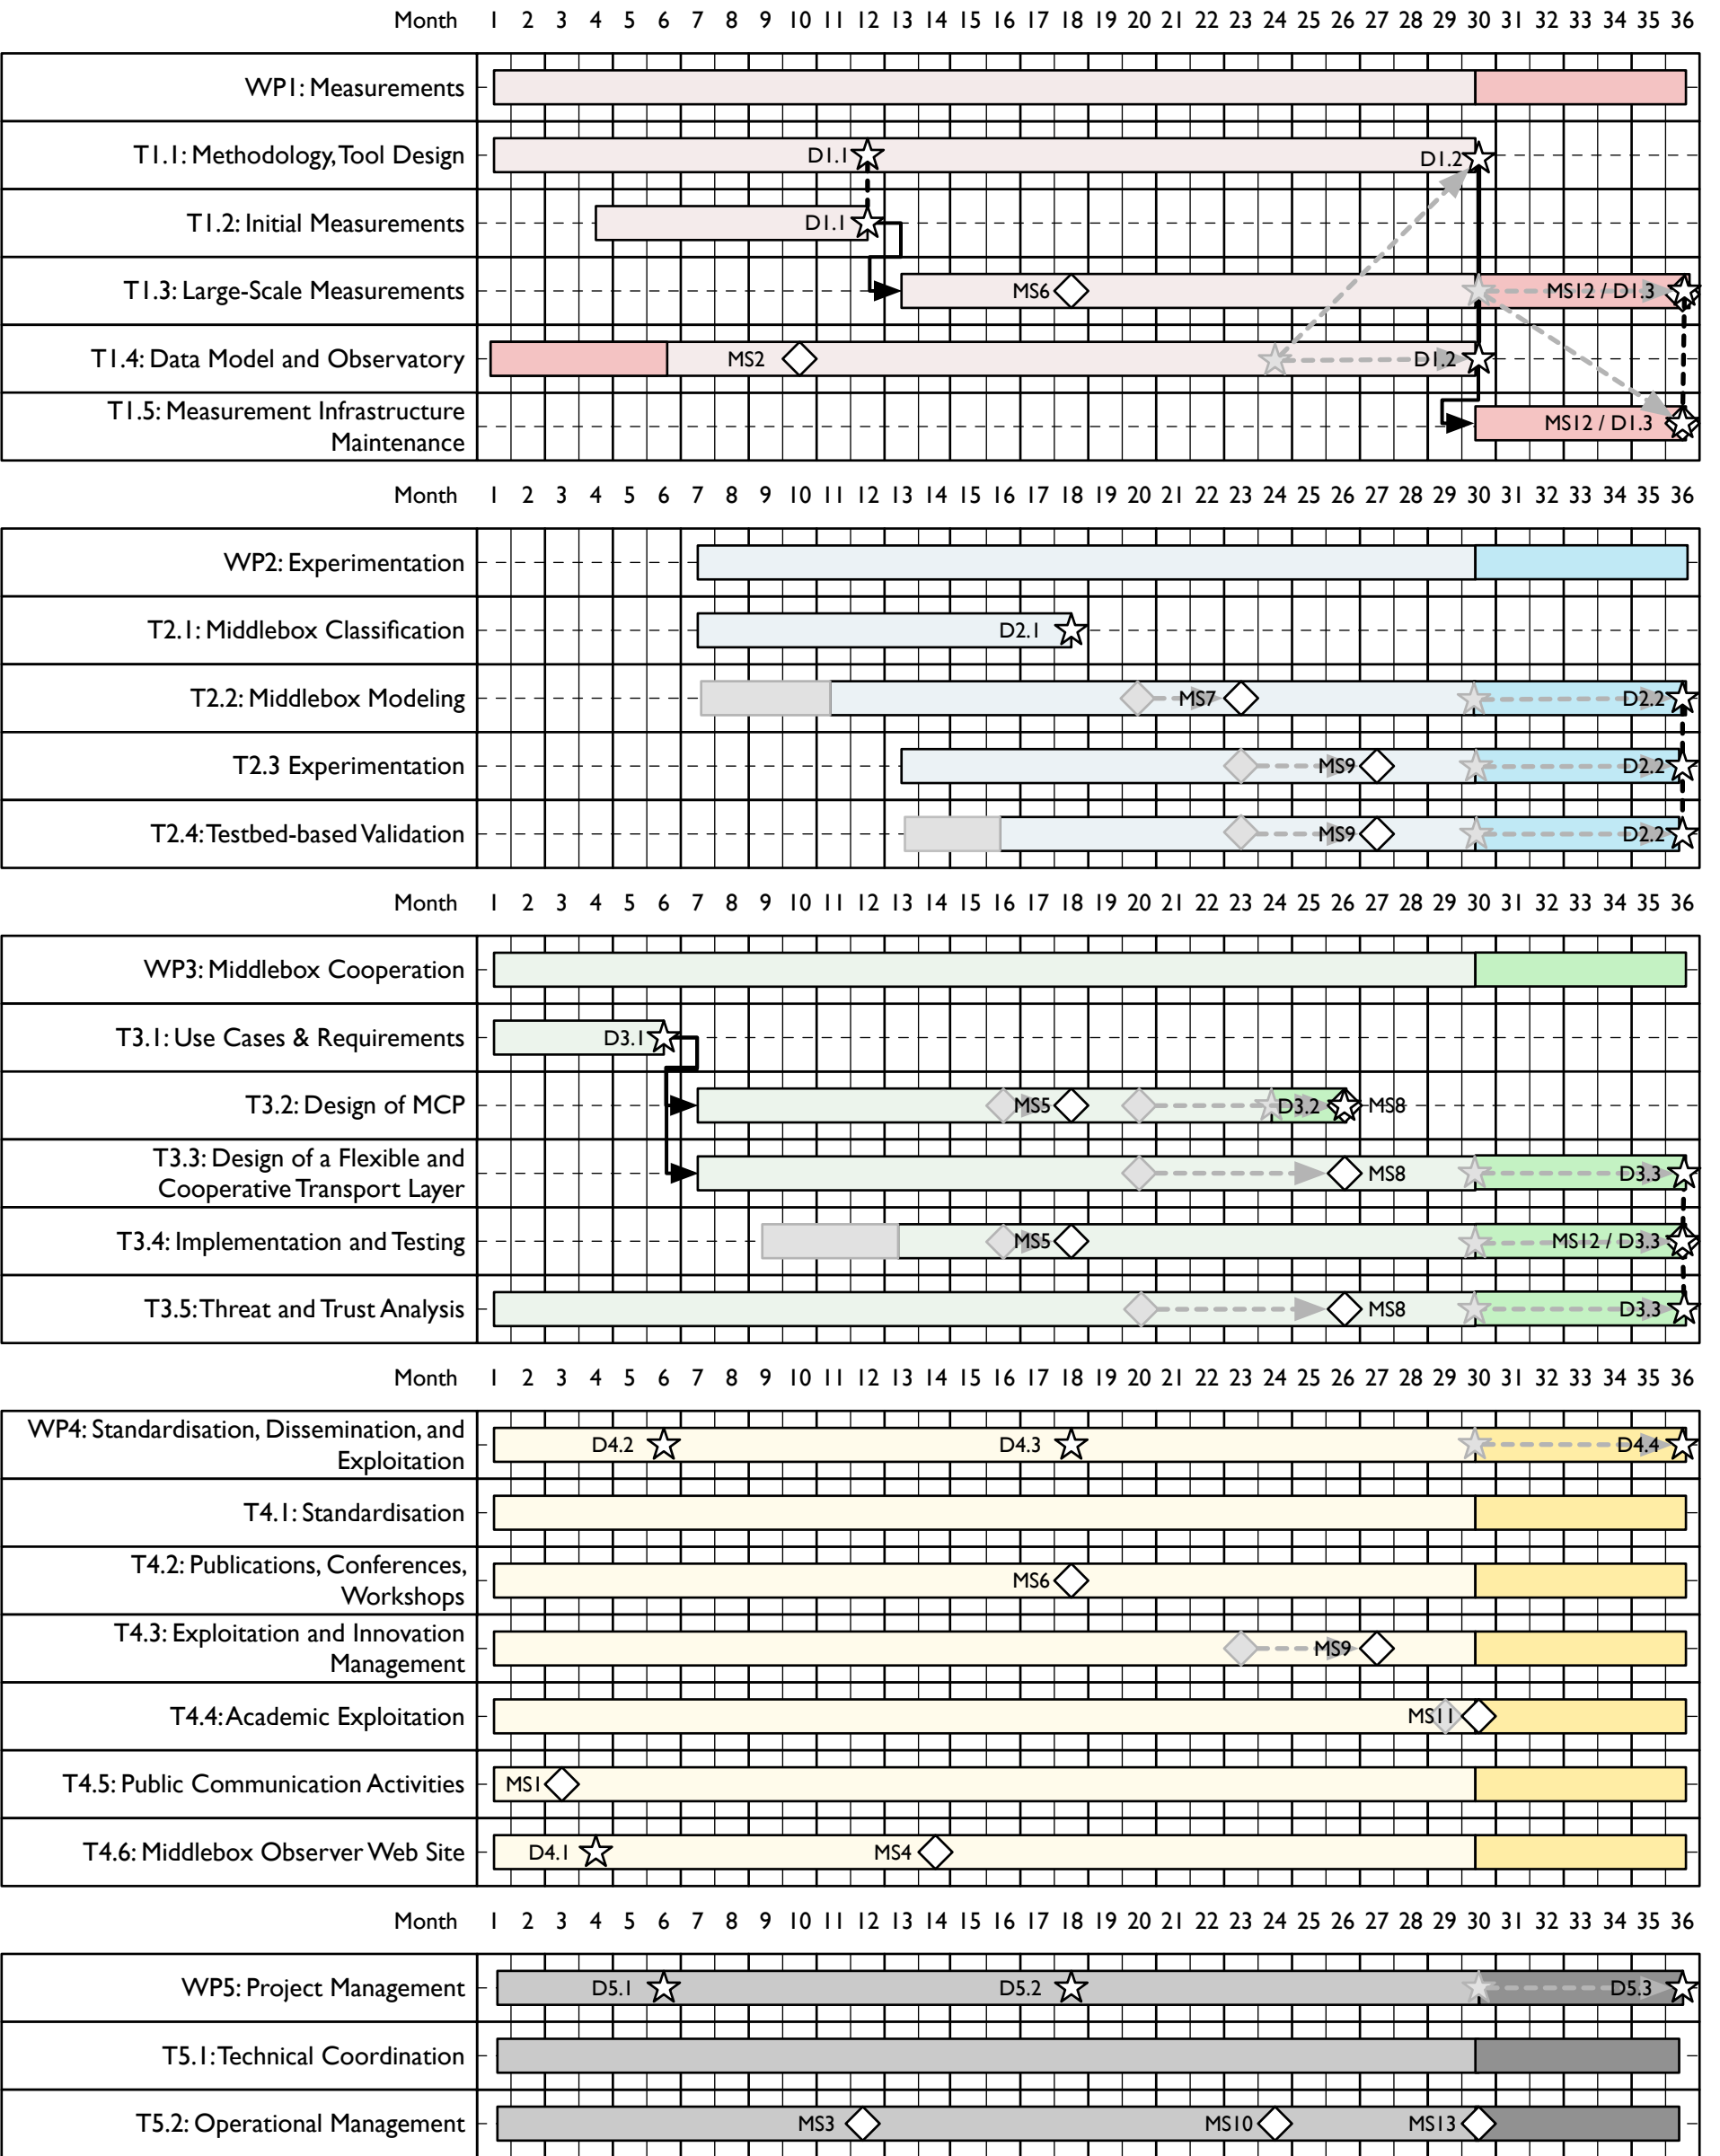 Month 1 2 3 4 5 6 7 8 9 10 11 12 13 14 15 16 17 18 19 20 21 22 23 24 25 26 27 28 29 30 31 32 33 34 35 36
WP1: Measurements
T1.1: Methodology, Tool Design D1.1 D1.2
T1.2: Initial Measurements D1.1
T1.3: Large-Scale Measurements MS6 MS12 / D1.3
T1.4: Data Model and Observatory MS2 D1.2
T1.5: Measurement Infrastructure
Maintenance
MS12 / D1.3
Month 1 2 3 4 5 6 7 8 9 10 11 12 13 14 15 16 17 18 19 20 21 22 23 24 25 26 27 28 29 30 31 32 33 34 35 36
WP2: Experimentation
T2.1: Middlebox Classification D2.1
T2.2: Middlebox Modeling MS7 D2.2
T2.3 Experimentation MS9 D2.2
T2.4: Testbed-based Validation MS9 D2.2
Month 1 2 3 4 5 6 7 8 9 10 11 12 13 14 15 16 17 18 19 20 21 22 23 24 25 26 27 28 29 30 31 32 33 34 35 36
WP3: Middlebox Cooperation
T3.1: Use Cases & Requirements D3.1
T3.2: Design of MCP MS5 D3.2 MS8
T3.3: Design of a Flexible and
Cooperative Transport Layer
MS8 D3.3
T3.4: Implementation and Testing MS5 MS12 / D3.3
T3.5: Threat and Trust Analysis MS8 D3.3
Month 1 2 3 4 5 6 7 8 9 10 11 12 13 14 15 16 17 18 19 20 21 22 23 24 25 26 27 28 29 30 31 32 33 34 35 36
WP4: Standardisation, Dissemination, and
Exploitation
D4.2 D4.3 D4.4
T4.1: Standardisation
T4.2: Publications, Conferences,
Workshops
MS6
T4.3: Exploitation and Innovation
Management
MS9
T4.4: Academic Exploitation MS11
T4.5: Public Communication Activities MS1
T4.6: Middlebox Observer Web Site D4.1 MS4
Month 1 2 3 4 5 6 7 8 9 10 11 12 13 14 15 16 17 18 19 20 21 22 23 24 25 26 27 28 29 30 31 32 33 34 35 36
WP5: Project Management D5.1 D5.2 D5.3
T5.1: Technical Coordination
T5.2: Operational Management MS3 MS10 MS13